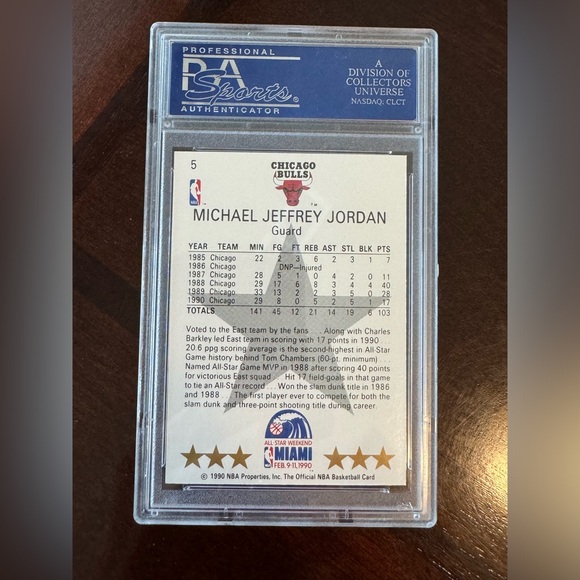 PROFESSIONAL
PSA Sports®
AUTHENTICATOR
A
DIVISION OF
COLLECTORS
UNIVERSE
NASDAQ: CLCT
5
CHICAGO
BULLS
NBA
MICHAEL JEFFREY JORDAN
Guard
YEAR TEAM MIN FG FT REB AST STL BLK PTS
1985 Chicago 22 2 3 6 2 3 1 7
1986 Chicago DNP—Injured
1987 Chicago 28 5 1 0 4 2 0 11
1988 Chicago 29 17 6 8 3 4 4 40
1989 Chicago 33 13 2 2 3 5 0 28
1990 Chicago 29 8 0 5 2 5 1 17
TOTALS 141 45 12 21 14 19 6 103
Voted to the East team by the fans . . . Along with Charles
Barkley led East team in scoring with 17 points in 1990 . . .
20.6 ppg scoring average is the second-highest in All-Star
Game history behind Tom Chambers (60-pt. minimum) . . .
Named All-Star Game MVP in 1988 after scoring 40 points
for victorious East squad . . . Hit 17 field-goals in that game
to tie an All-Star record . . . Won the slam dunk title in 1986
and 1988 . . . The first player ever to compete for both the
slam dunk and three-point shooting title during career.
ALL-STAR WEEKEND
MIAMI
FEB. 9-11, 1990
© 1990 NBA Properties, Inc. The Official NBA Basketball Card